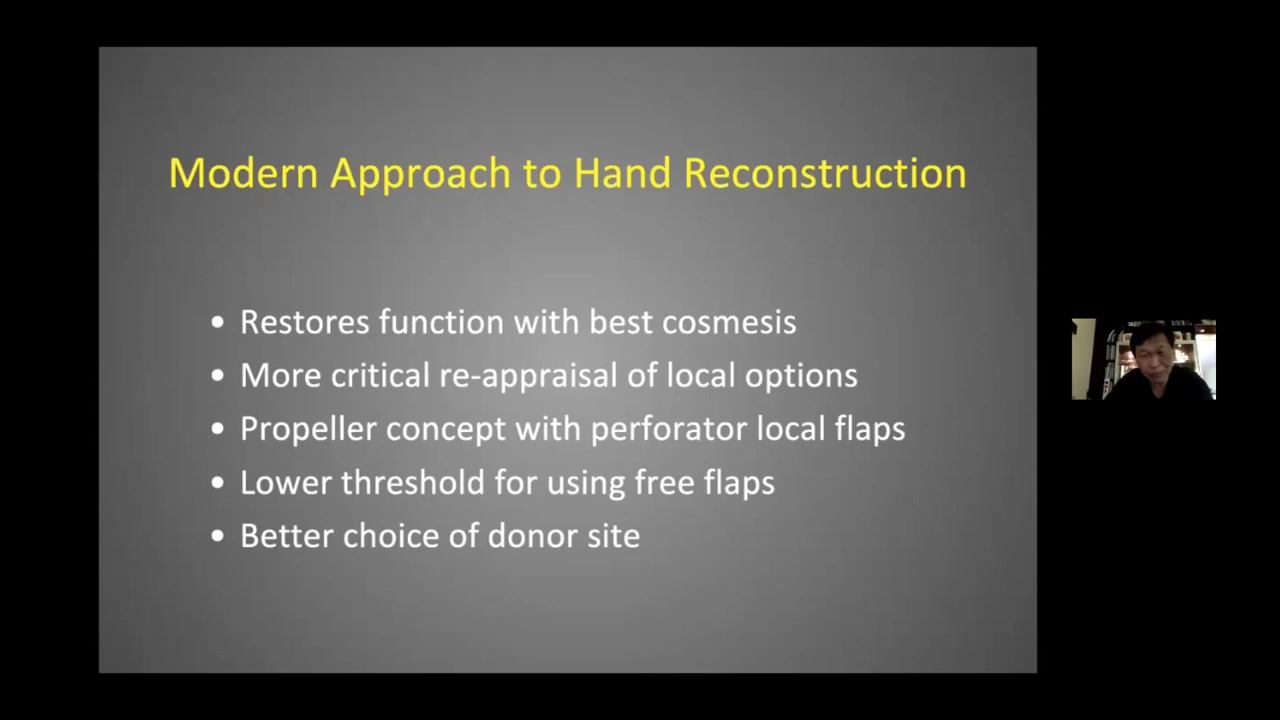 Modern Approach to Hand Reconstruction
• Restores function with best cosmesis
• More critical re-appraisal of local options
• Propeller concept with perforator local flaps
• Lower threshold for using free flaps
• Better choice of donor site